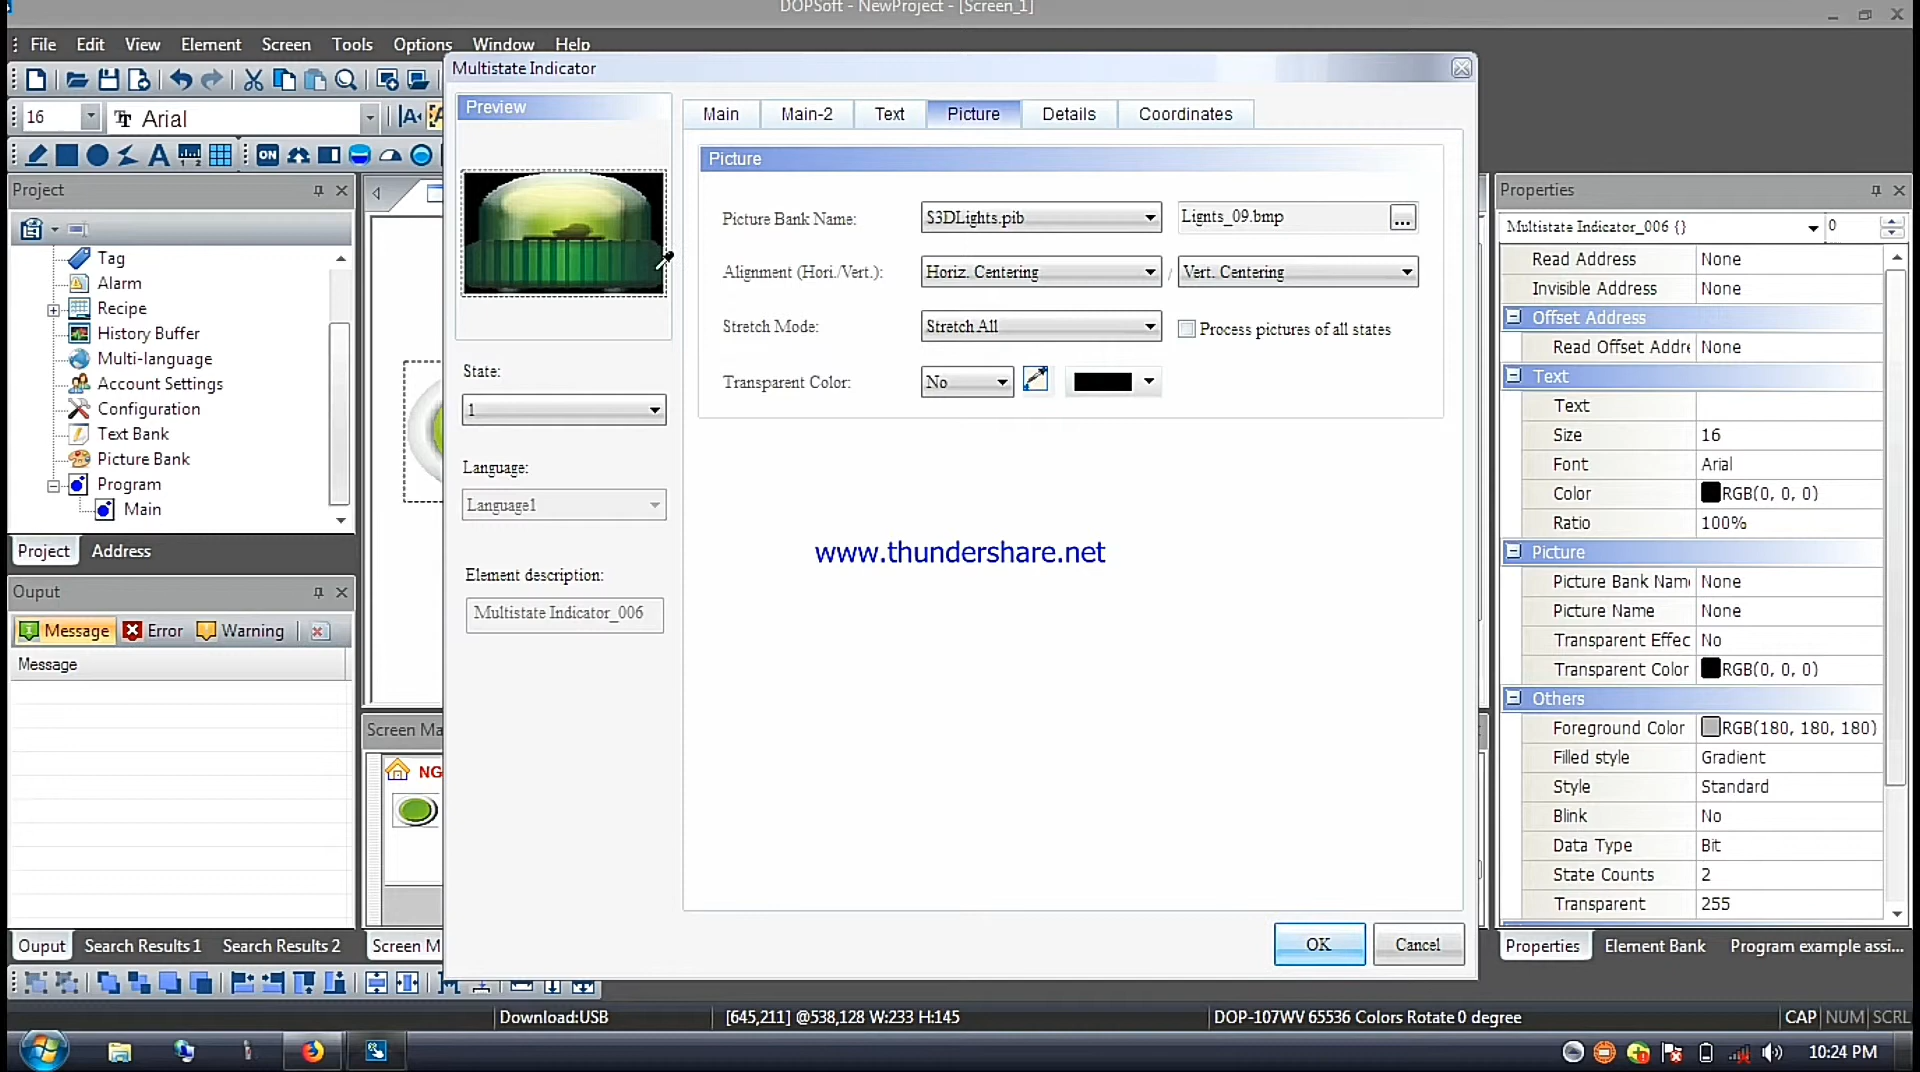 DOPSoft - NewProject - [Screen_1]
File Edit View Element Screen Tools Options Window Help
16 Arial
ON
Project
Tag
Alarm
Recipe
History Buffer
Multi-language
Account Settings
Configuration
Text Bank
Picture Bank
Program
Main
Project Address
Ouput
Message Error Warning
Message
Ouput Search Results 1 Search Results 2
Screen Ma
NG
Screen M
Multistate Indicator
Preview
State:
1
Language:
Language1
Element description:
Multistate Indicator_006
Main Main-2 Text Picture Details Coordinates
Picture
Picture Bank Name: S3DLights.pib Lignts_09.bmp ...
Alignment (Hori./Vert.): Horiz. Centering / Vert. Centering
Stretch Mode: Stretch All Process pictures of all states
Transparent Color: No
www.thundershare.net
OK Cancel
Properties
Multistate Indicator_006 {} 0
Read Address None
Invisible Address None
Offset Address
Read Offset Addre None
Text
Text
Size 16
Font Arial
Color RGB(0, 0, 0)
Ratio 100%
Picture
Picture Bank Name None
Picture Name None
Transparent Effec No
Transparent Color RGB(0, 0, 0)
Others
Foreground Color RGB(180, 180, 180)
Filled style Gradient
Style Standard
Blink No
Data Type Bit
State Counts 2
Transparent 255
Properties Element Bank Program example assi...
Download:USB [645,211] @538,128 W:233 H:145 DOP-107WV 65536 Colors Rotate 0 degree CAP NUM SCRL
10:24 PM